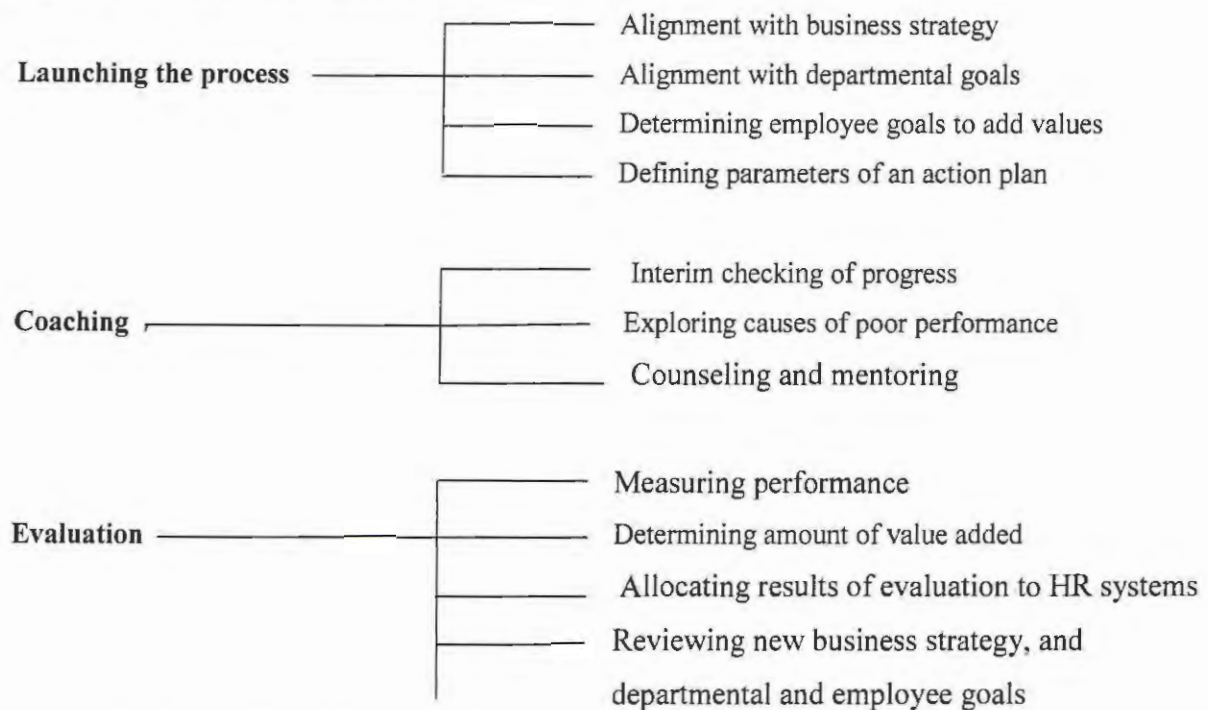 Alignment with business strategy
Launching the process
Alignment with departmental goals
Determining employee goals to add values
Defining parameters of an action plan
Interim checking of progress
Coaching
Exploring causes of poor performance
Counseling and mentoring
Measuring performance
Evaluation
Determining amount of value added
Allocating results of evaluation to HR systems
Reviewing new business strategy, and
departmental and employee goals